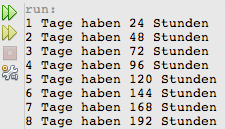 run:
1 Tage haben 24 Stunden
2 Tage haben 48 Stunden
3 Tage haben 72 Stunden
4 Tage haben 96 Stunden
5 Tage haben 120 Stunden
6 Tage haben 144 Stunden
7 Tage haben 168 Stunden
8 Tage haben 192 Stunden